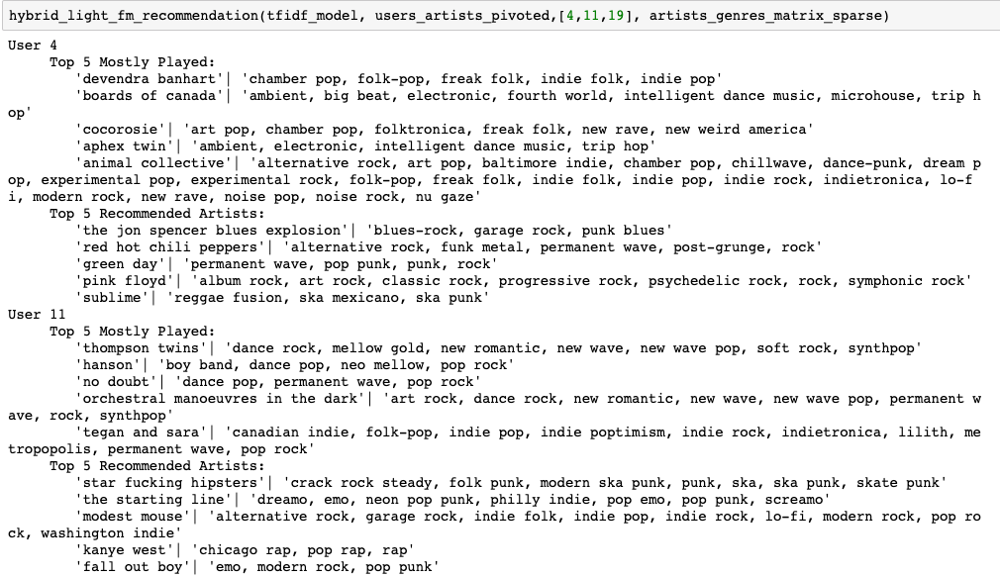 hybrid_light_fm_recommendation(tfidf_model, users_artists_pivoted,[4,11,19], artists_genres_matrix_sparse)
User 4
Top 5 Mostly Played:
'devendra banhart'| 'chamber pop, folk-pop, freak folk, indie folk, indie pop'
'boards of canada'| 'ambient, big beat, electronic, fourth world, intelligent dance music, microhouse, trip h
op'
'cocorosie'| 'art pop, chamber pop, folktronica, freak folk, new rave, new weird america'
'aphex twin'| 'ambient, electronic, intelligent dance music, trip hop'
'animal collective'| 'alternative rock, art pop, baltimore indie, chamber pop, chillwave, dance-punk, dream p
op, experimental pop, experimental rock, folk-pop, freak folk, indie folk, indie pop, indie rock, indietronica, lo-f
i, modern rock, new rave, noise pop, noise rock, nu gaze'
Top 5 Recommended Artists:
'the jon spencer blues explosion'| 'blues-rock, garage rock, punk blues'
'red hot chili peppers'| 'alternative rock, funk metal, permanent wave, post-grunge, rock'
'green day'| 'permanent wave, pop punk, punk, rock'
'pink floyd'| 'album rock, art rock, classic rock, progressive rock, psychedelic rock, rock, symphonic rock'
'sublime'| 'reggae fusion, ska mexicano, ska punk'
User 11
Top 5 Mostly Played:
'thompson twins'| 'dance rock, mellow gold, new romantic, new wave, new wave pop, soft rock, synthpop'
'hanson'| 'boy band, dance pop, neo mellow, pop rock'
'no doubt'| 'dance pop, permanent wave, pop rock'
'orchestral manoeuvres in the dark'| 'art rock, dance rock, new romantic, new wave, new wave pop, permanent w
ave, rock, synthpop'
'tegan and sara'| 'canadian indie, folk-pop, indie pop, indie poptimism, indie rock, indietronica, lilith, me
tropopolis, permanent wave, pop rock'
Top 5 Recommended Artists:
'star fucking hipsters'| 'crack rock steady, folk punk, modern ska punk, punk, ska, ska punk, skate punk'
'the starting line'| 'dreamo, emo, neon pop punk, philly indie, pop emo, pop punk, screamo'
'modest mouse'| 'alternative rock, garage rock, indie folk, indie pop, indie rock, lo-fi, modern rock, pop ro
ck, washington indie'
'kanye west'| 'chicago rap, pop rap, rap'
'fall out boy'| 'emo, modern rock, pop punk'